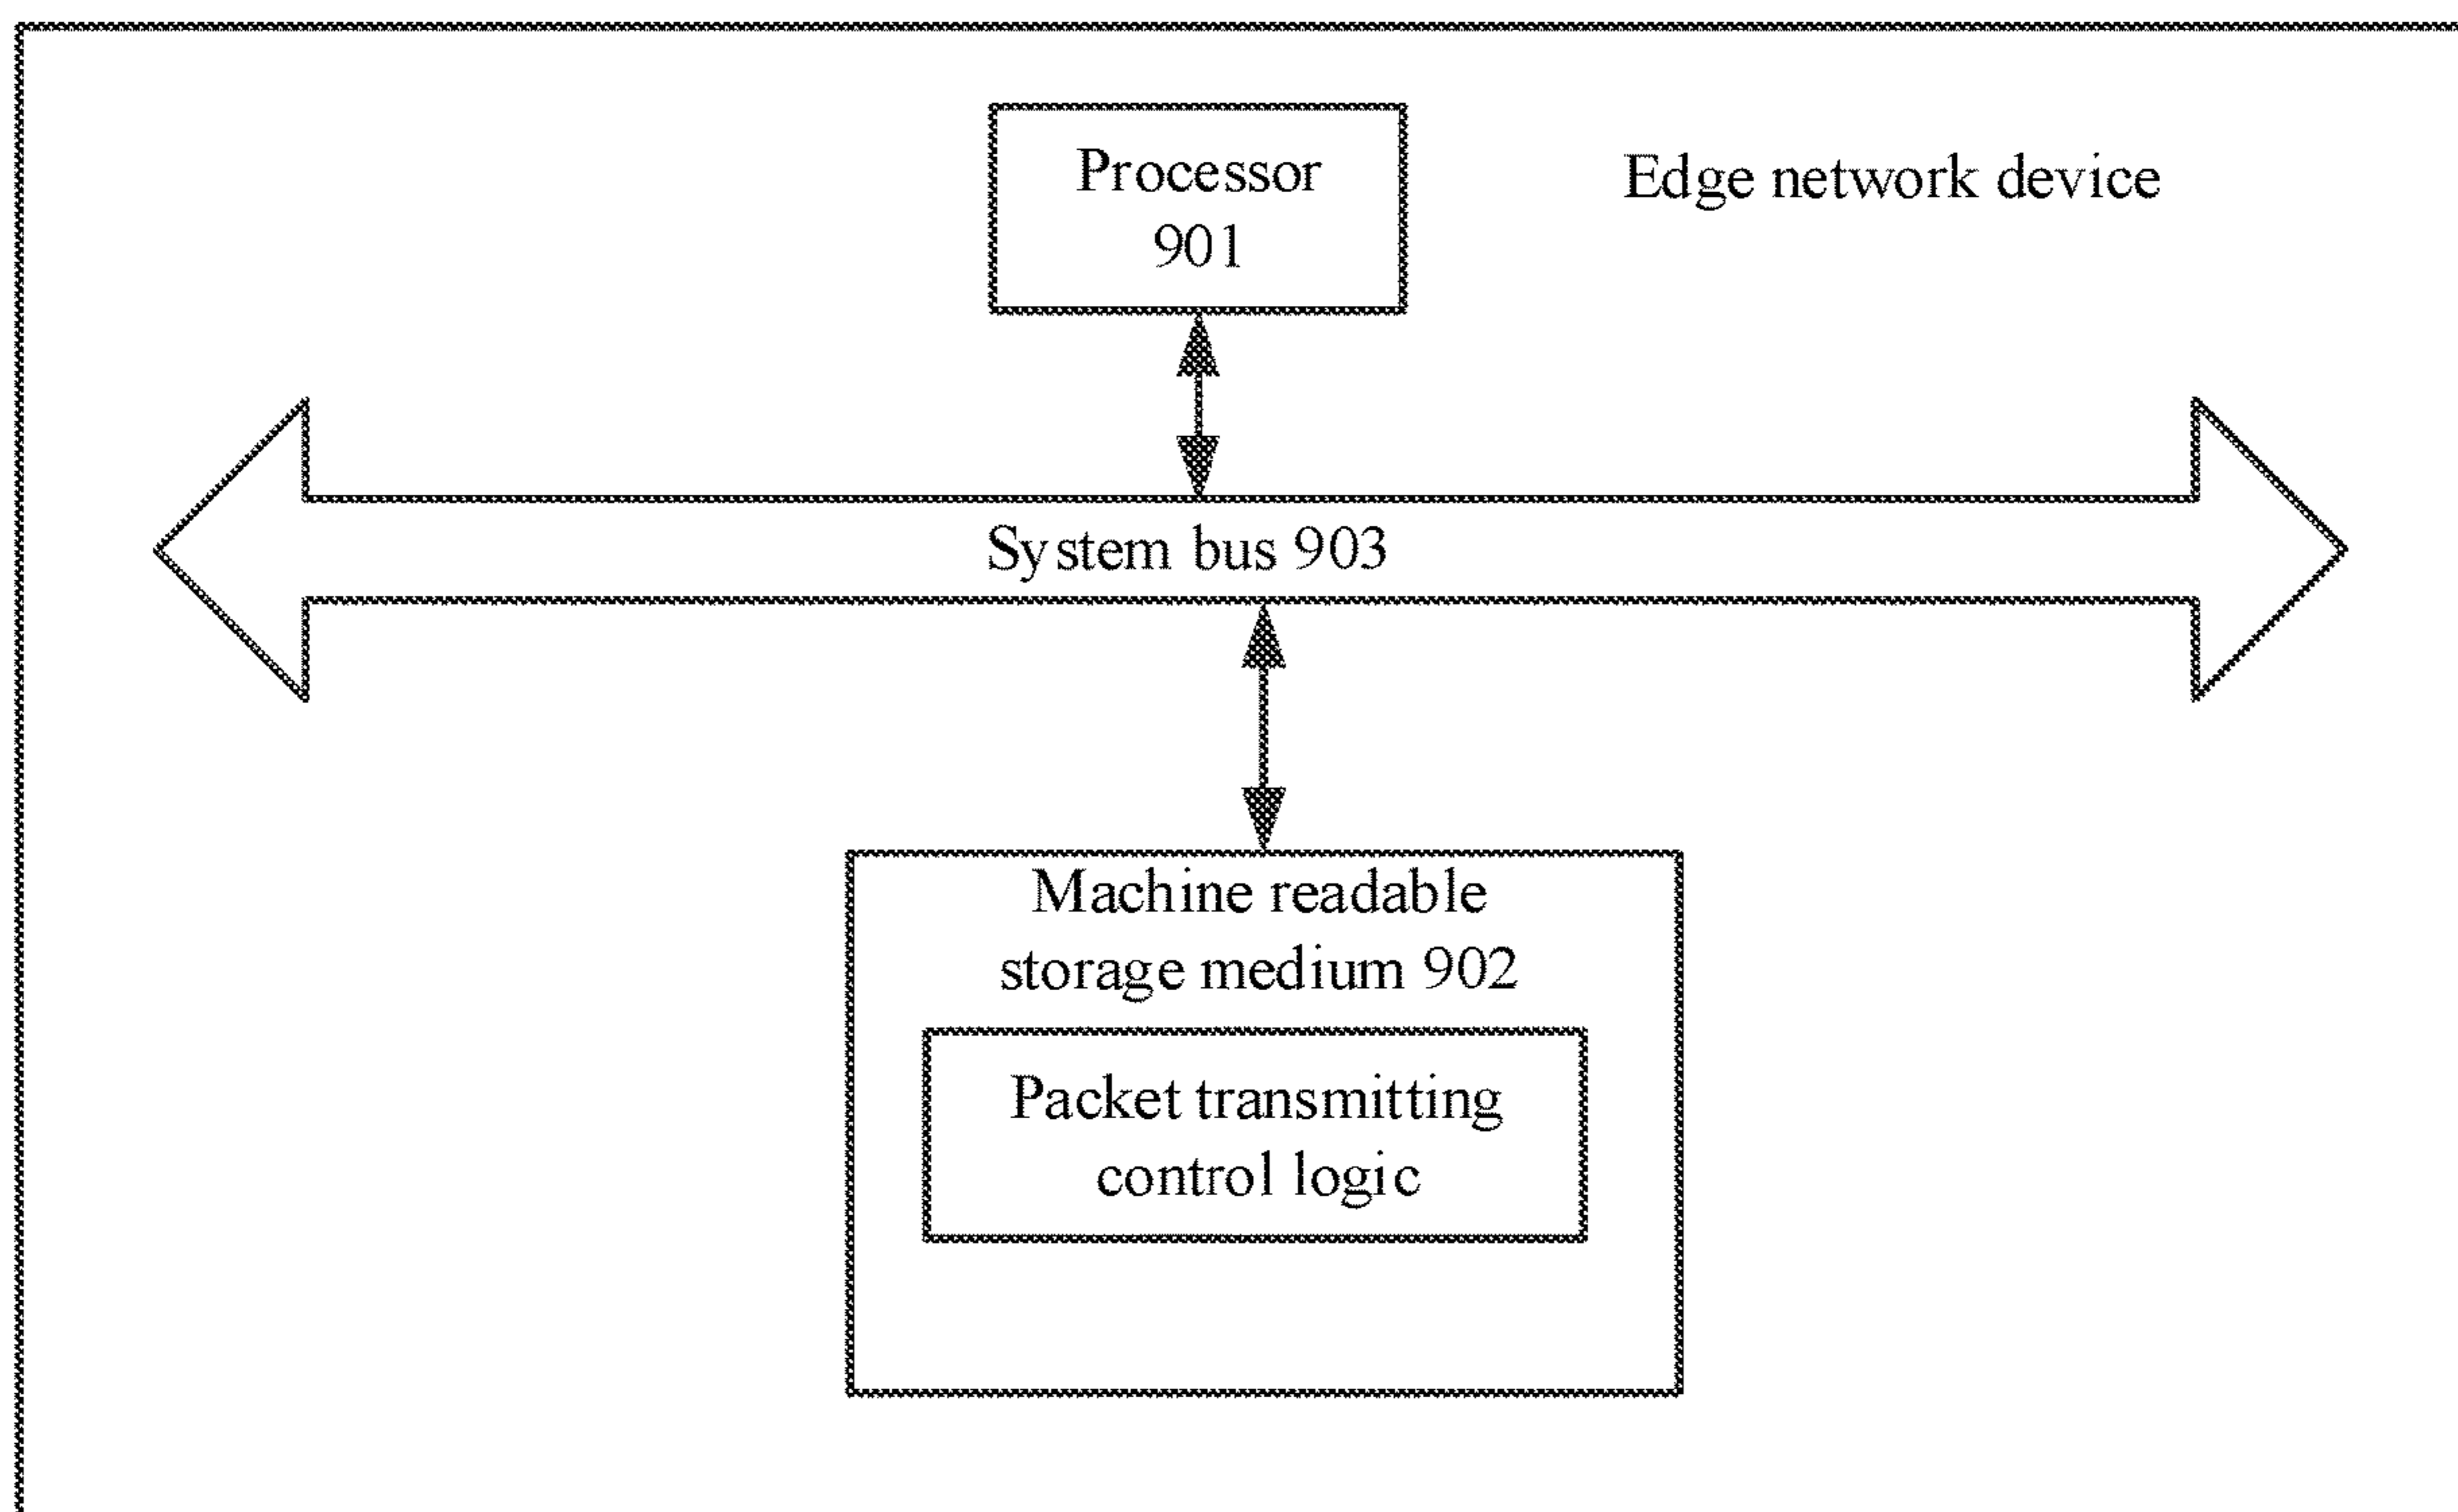 Processor
901
Edge network device
System bus 903
Machine readable
storage medium 902
Packet transmitting
control logic